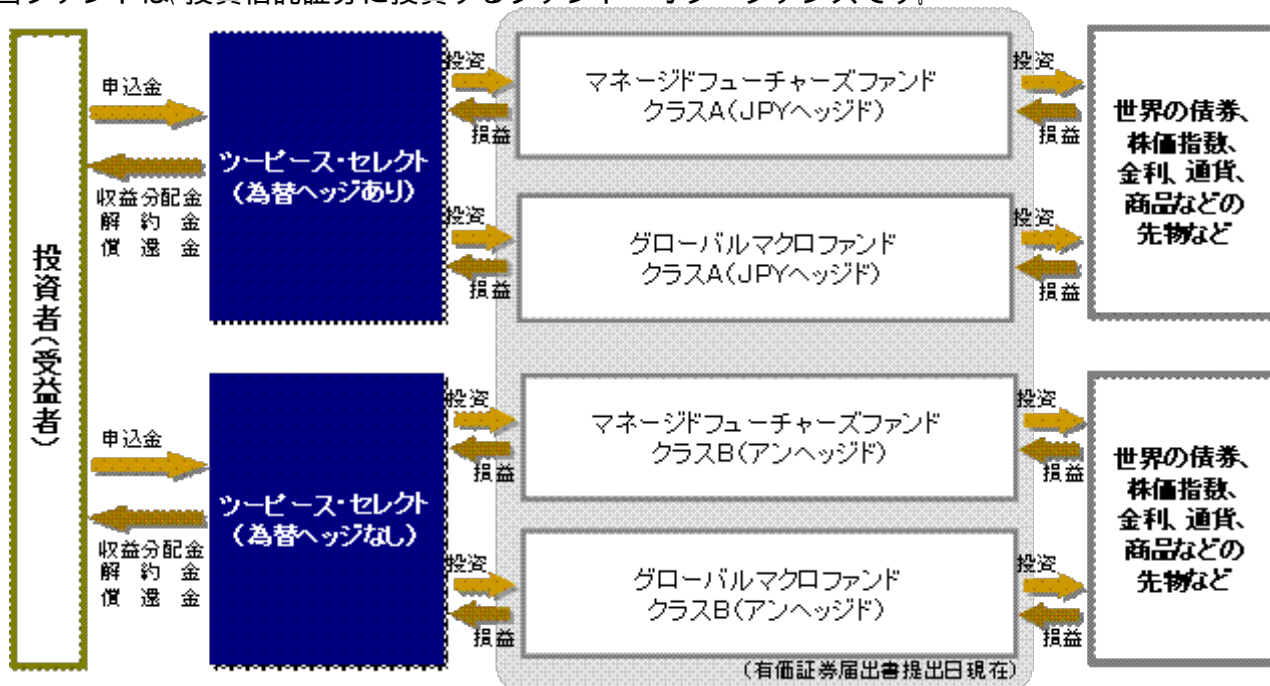 当ファンドは、投資信託証券に投資するファンド・オブ・ファンズです。
投資者(受益者)
申込金
収益分配金
解約金
償還金
ツーピース・セレクト
(為替ヘッジあり)
投資
損益
マネージドフューチャーズファンド
クラスA(JPYヘッジド)
投資
損益
投資
損益
グローバルマクロファンド
クラスA(JPYヘッジド)
投資
損益
世界の債券、
株価指数、
金利、通貨、
商品などの
先物など
申込金
収益分配金
解約金
償還金
ツーピース・セレクト
(為替ヘッジなし)
投資
損益
マネージドフューチャーズファンド
クラスB(アンヘッジド)
投資
損益
投資
損益
グローバルマクロファンド
クラスB(アンヘッジド)
投資
損益
世界の債券、
株価指数、
金利、通貨、
商品などの
先物など
(有価証券届出書提出日現在)